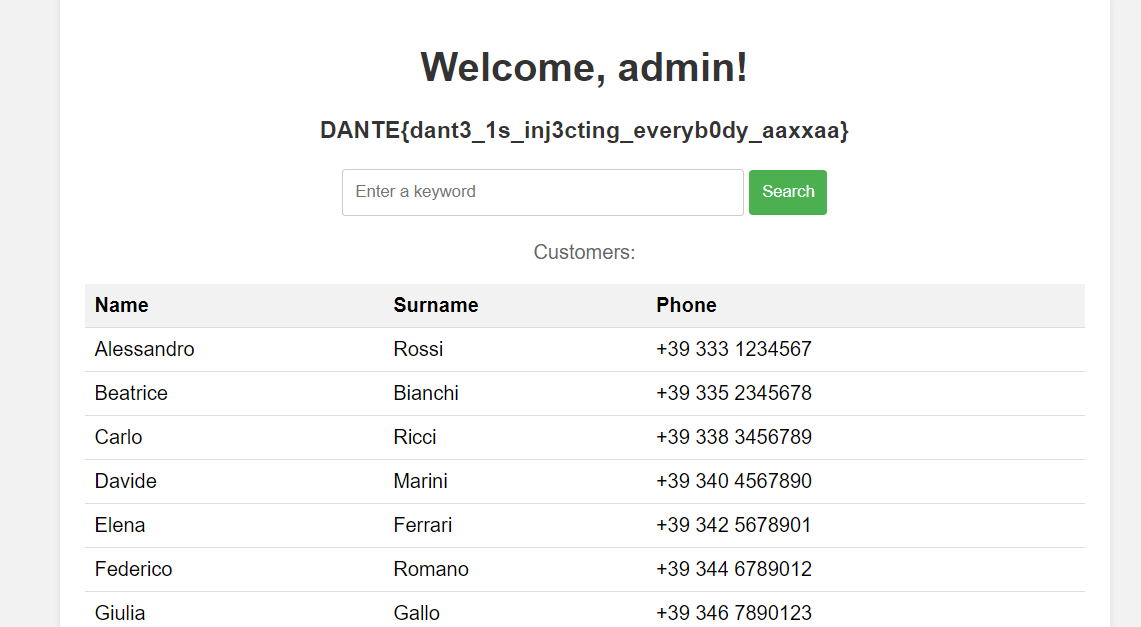 Welcome, admin!
DANTE{dant3_1s_inj3cting_everyb0dy_aaxxaa}
Enter a keyword Search
Customers:
Name Surname Phone
Alessandro Rossi +39 333 1234567
Beatrice Bianchi +39 335 2345678
Carlo Ricci +39 338 3456789
Davide Marini +39 340 4567890
Elena Ferrari +39 342 5678901
Federico Romano +39 344 6789012
Giulia Gallo +39 346 7890123